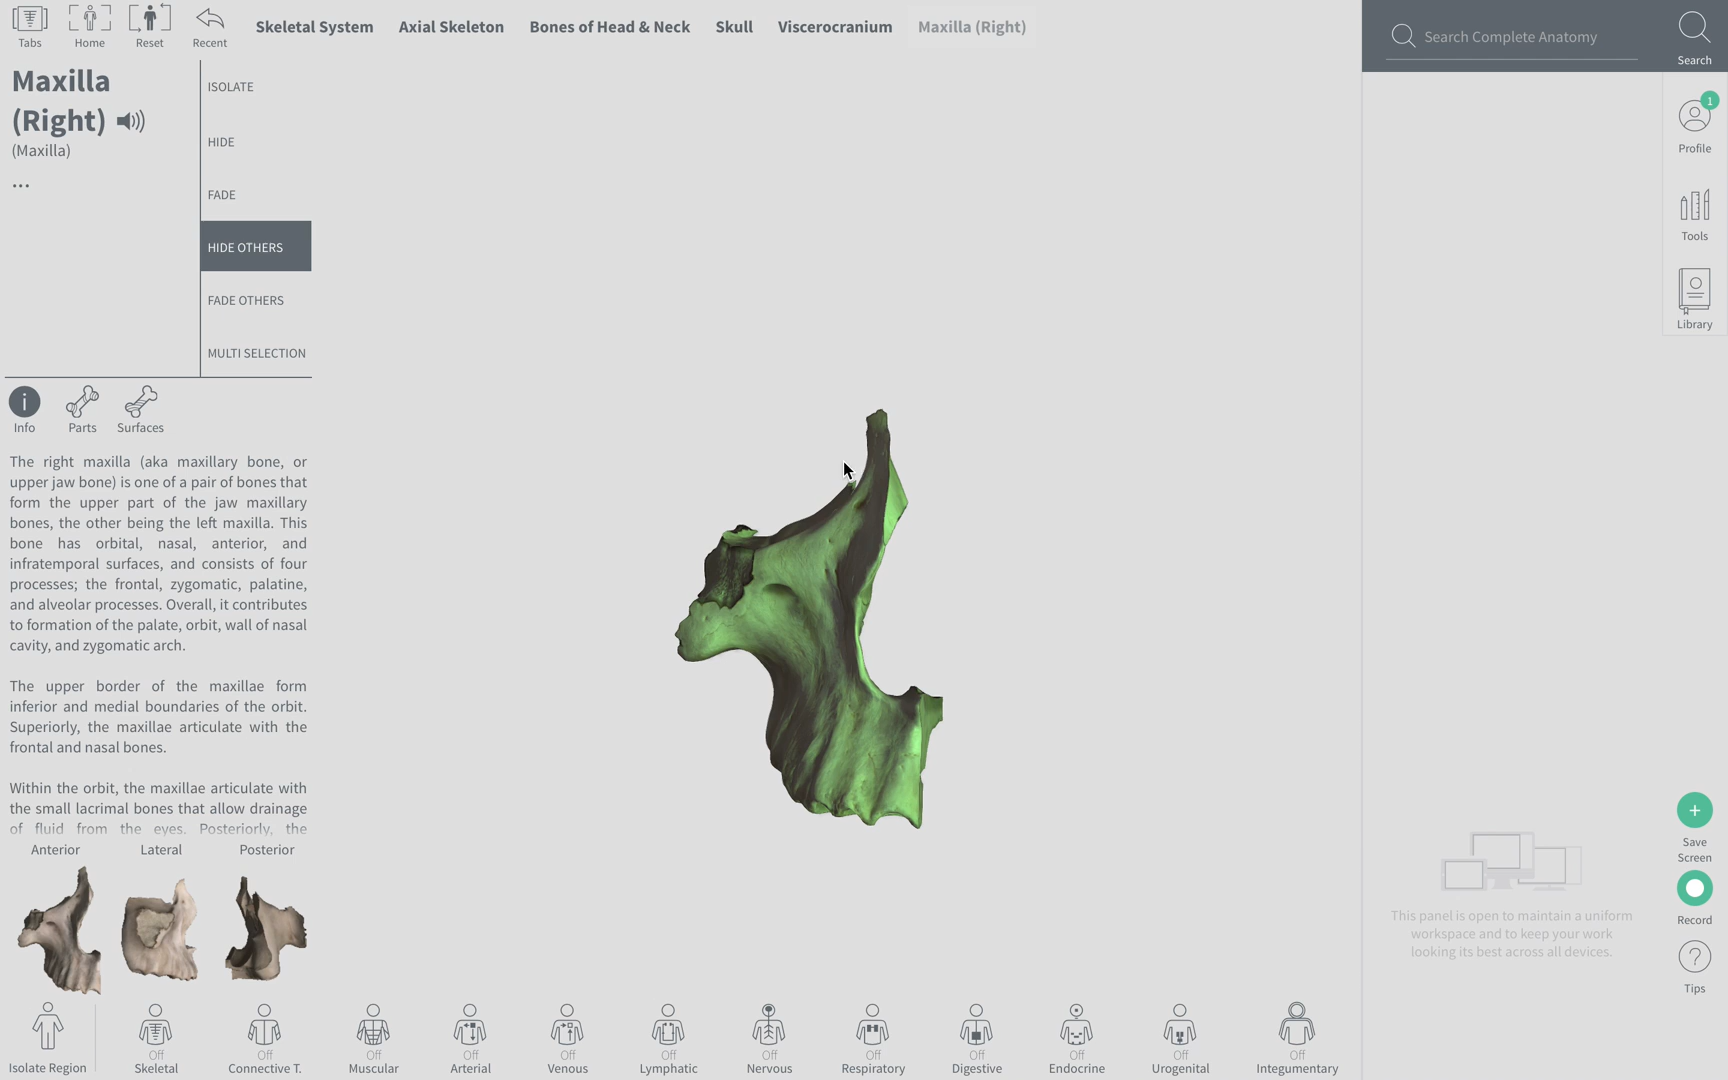 Tabs
Home
Reset
Recent
Skeletal System
Axial Skeleton
Bones of Head & Neck
Skull
Viscerocranium
Maxilla (Right)
Search Complete Anatomy
Search
Maxilla
(Right)
(Maxilla)
...
ISOLATE
HIDE
FADE
HIDE OTHERS
FADE OTHERS
MULTI SELECTION
1
Profile
Tools
Library
i
Info
Parts
Surfaces
The right maxilla (aka maxillary bone, or
upper jaw bone) is one of a pair of bones that
form the upper part of the jaw maxillary
bones, the other being the left maxilla. This
bone has orbital, nasal, anterior, and
infratemporal surfaces, and consists of four
processes; the frontal, zygomatic, palatine,
and alveolar processes. Overall, it contributes
to formation of the palate, orbit, wall of nasal
cavity, and zygomatic arch.
The upper border of the maxillae form
inferior and medial boundaries of the orbit.
Superiorly, the maxillae articulate with the
frontal and nasal bones.
Within the orbit, the maxillae articulate with
the small lacrimal bones that allow drainage
of fluid from the eyes. Posteriorly, the
Anterior
Lateral
Posterior
+
Save
Screen
Record
?
Tips
This panel is open to maintain a uniform
workspace and to keep your work
looking its best across all devices.
Isolate Region
Off
Skeletal
Off
Connective T.
Off
Muscular
Off
Arterial
Off
Venous
Off
Lymphatic
Off
Nervous
Off
Respiratory
Off
Digestive
Off
Endocrine
Off
Urogenital
Off
Integumentary